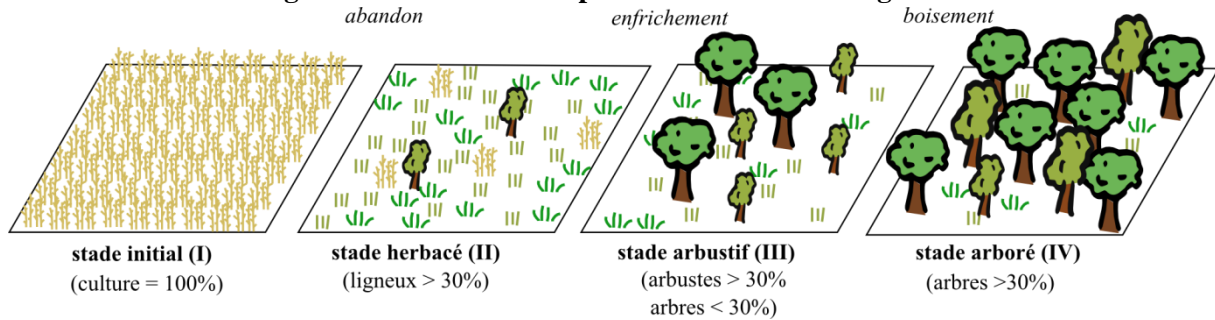 abandon enfrichement boisement
stade initial (I) stade herbacé (II) stade arbustif (III) stade arboré (IV)
(culture = 100%) (ligneux > 30%) (arbustes > 30% (arbres >30%)
arbres < 30%)